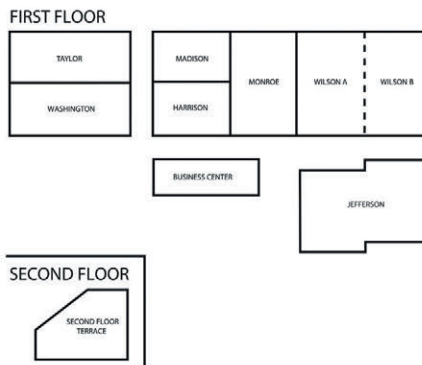 FIRST FLOOR
TAYLOR
WASHINGTON
MADISON
HARRISON
MONROE
WILSON A
WILSON B
BUSINESS CENTER
JEFFERSON
SECOND FLOOR
SECOND FLOOR
TERRACE